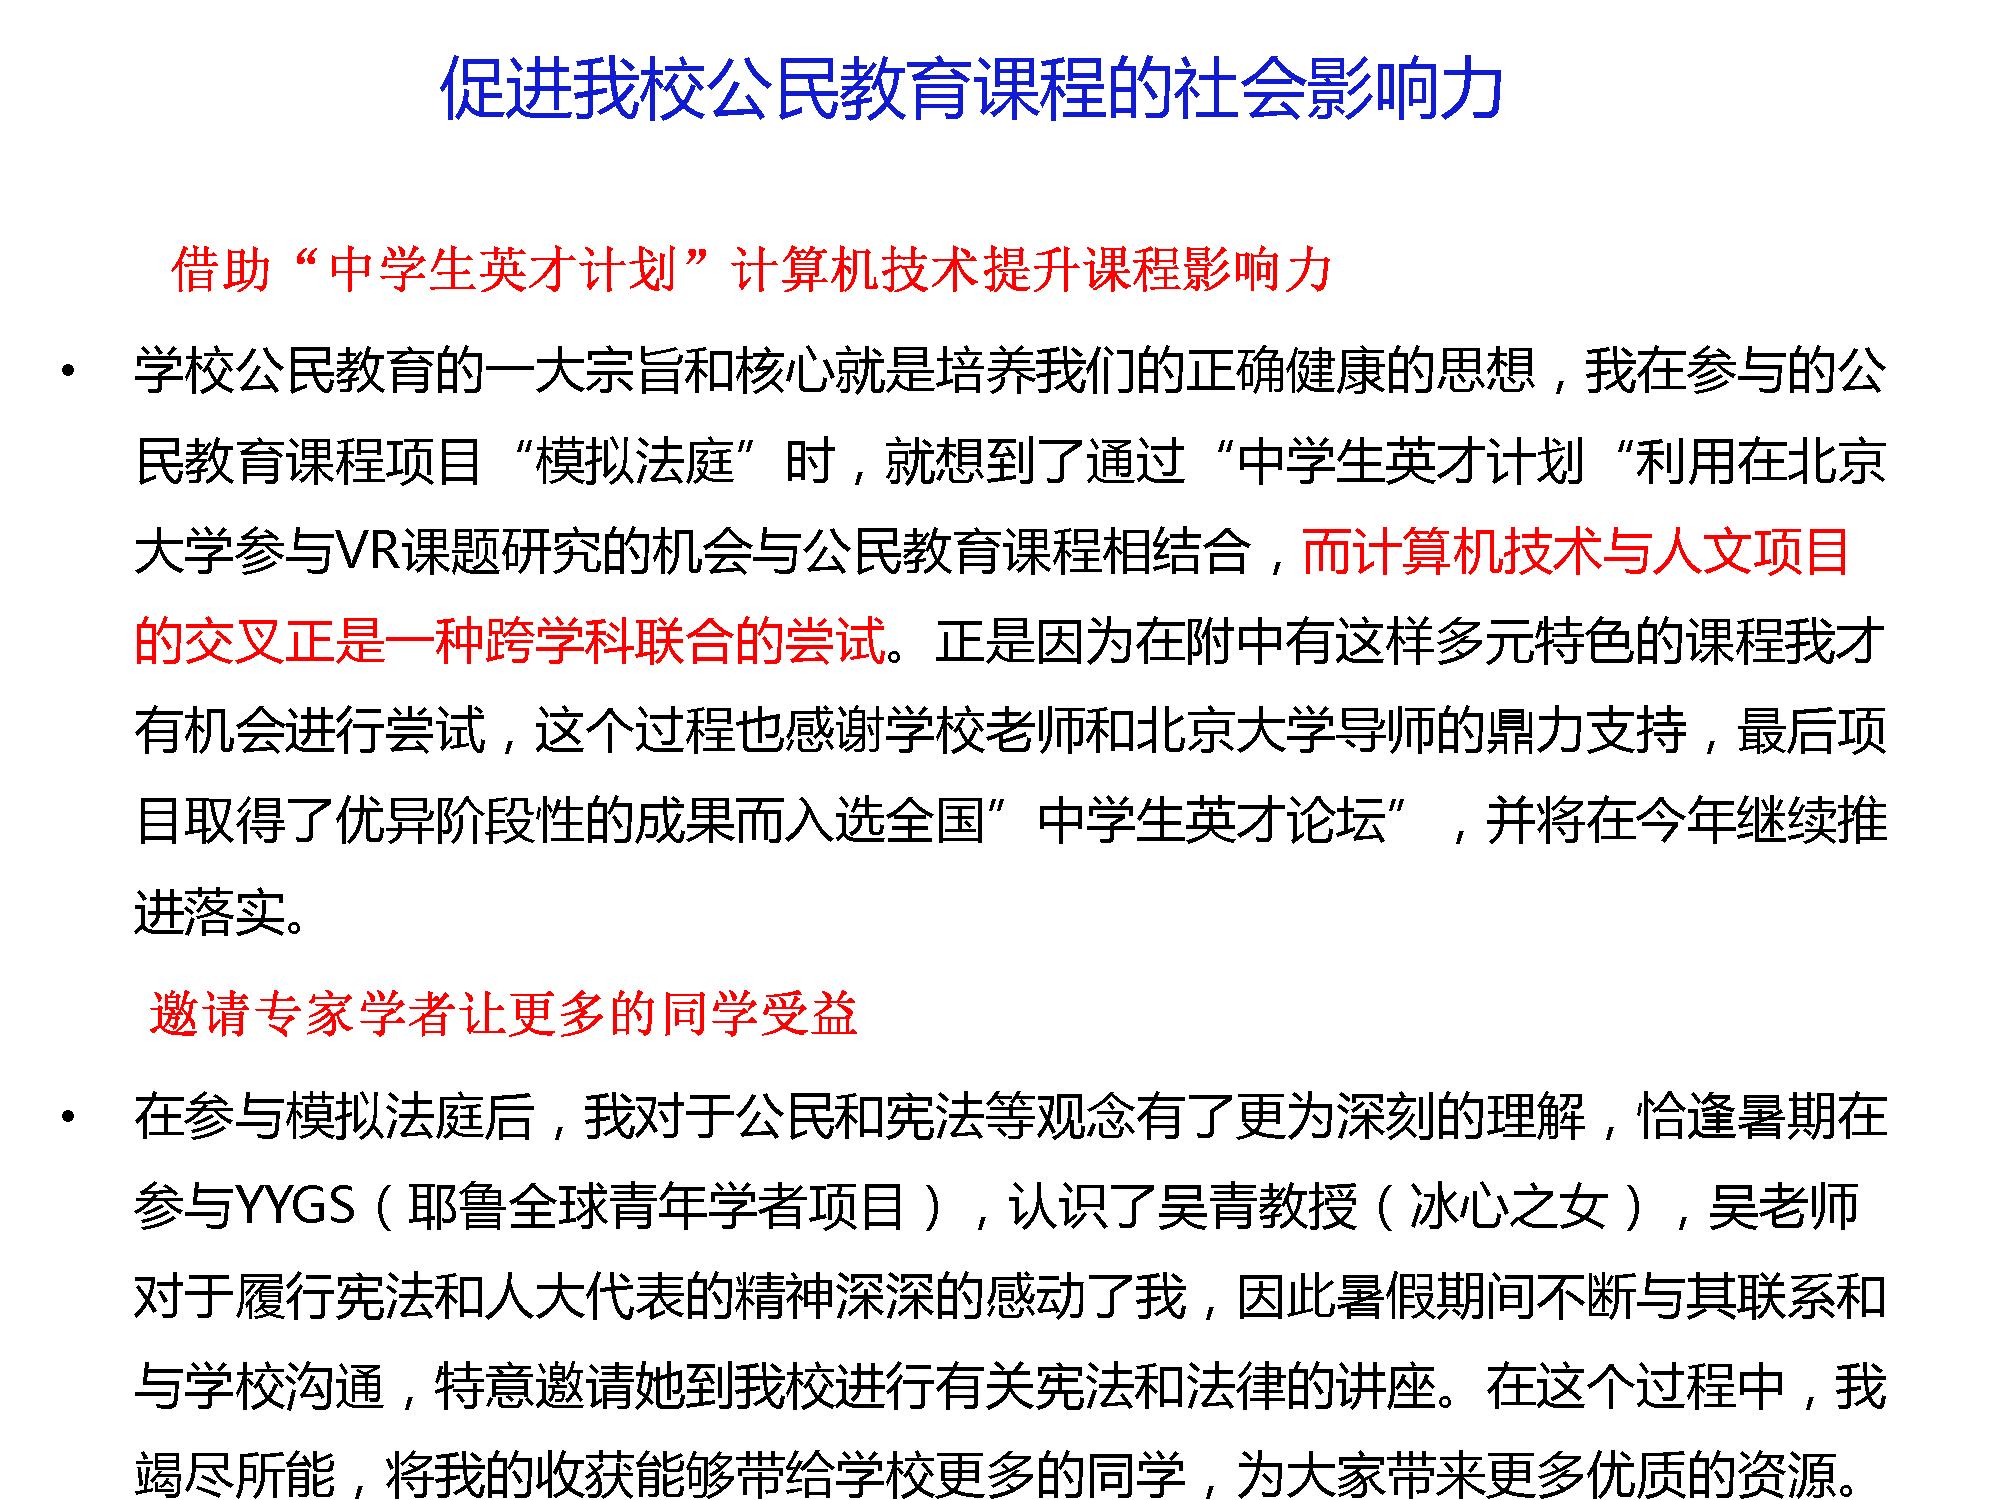 促进我校公民教育课程的社会影响力
借助“中学生英才计划”计算机技术提升课程影响力
• 学校公民教育的一大宗旨和核心就是培养我们的正确健康的思想，我在参与的公
民教育课程项目“模拟法庭”时，就想到了通过“中学生英才计划“利用在北京
大学参与VR课题研究的机会与公民教育课程相结合，而计算机技术与人文项目
的交叉正是一种跨学科联合的尝试。正是因为在附中有这样多元特色的课程我才
有机会进行尝试，这个过程也感谢学校老师和北京大学导师的鼎力支持，最后项
目取得了优异阶段性的成果而入选全国”中学生英才论坛”，并将在今年继续推
进落实。
邀请专家学者让更多的同学受益
• 在参与模拟法庭后，我对于公民和宪法等观念有了更为深刻的理解，恰逢暑期在
参与YYGS（耶鲁全球青年学者项目），认识了吴青教授（冰心之女），吴老师
对于履行宪法和人大代表的精神深深的感动了我，因此暑假期间不断与其联系和
与学校沟通，特意邀请她到我校进行有关宪法和法律的讲座。在这个过程中，我
竭尽所能，将我的收获能够带给学校更多的同学，为大家带来更多优质的资源。